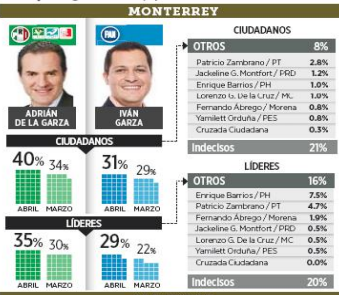 MONTERREY
PRI
PAN
ADRIÁN
DE LA GARZA
IVÁN
GARZA
CIUDADANOS
40% 34%
ABRIL MARZO
31% 29%
ABRIL MARZO
LÍDERES
35% 30%
ABRIL MARZO
29% 22%
ABRIL MARZO
CIUDADANOS
OTROS 8%
Patricio Zambrano / PT 2.8%
Jackeline G. Montfort / PRD 1.2%
Enrique Barrios / PH 1.0%
Lorenzo G. De la Cruz / MC 1.0%
Fernando Ábrego / Morena 0.8%
Yamilett Orduña / PES 0.8%
Cruzada Ciudadana 0.3%
Indecisos 21%
LÍDERES
OTROS 16%
Enrique Barrios / PH 7.5%
Patricio Zambrano / PT 4.7%
Fernando Ábrego / Morena 1.9%
Jackeline G. Montfort / PRD 0.5%
Lorenzo G. De la Cruz / MC 0.5%
Yamilett Orduña / PES 0.5%
Cruzada Ciudadana 0.0%
Indecisos 20%